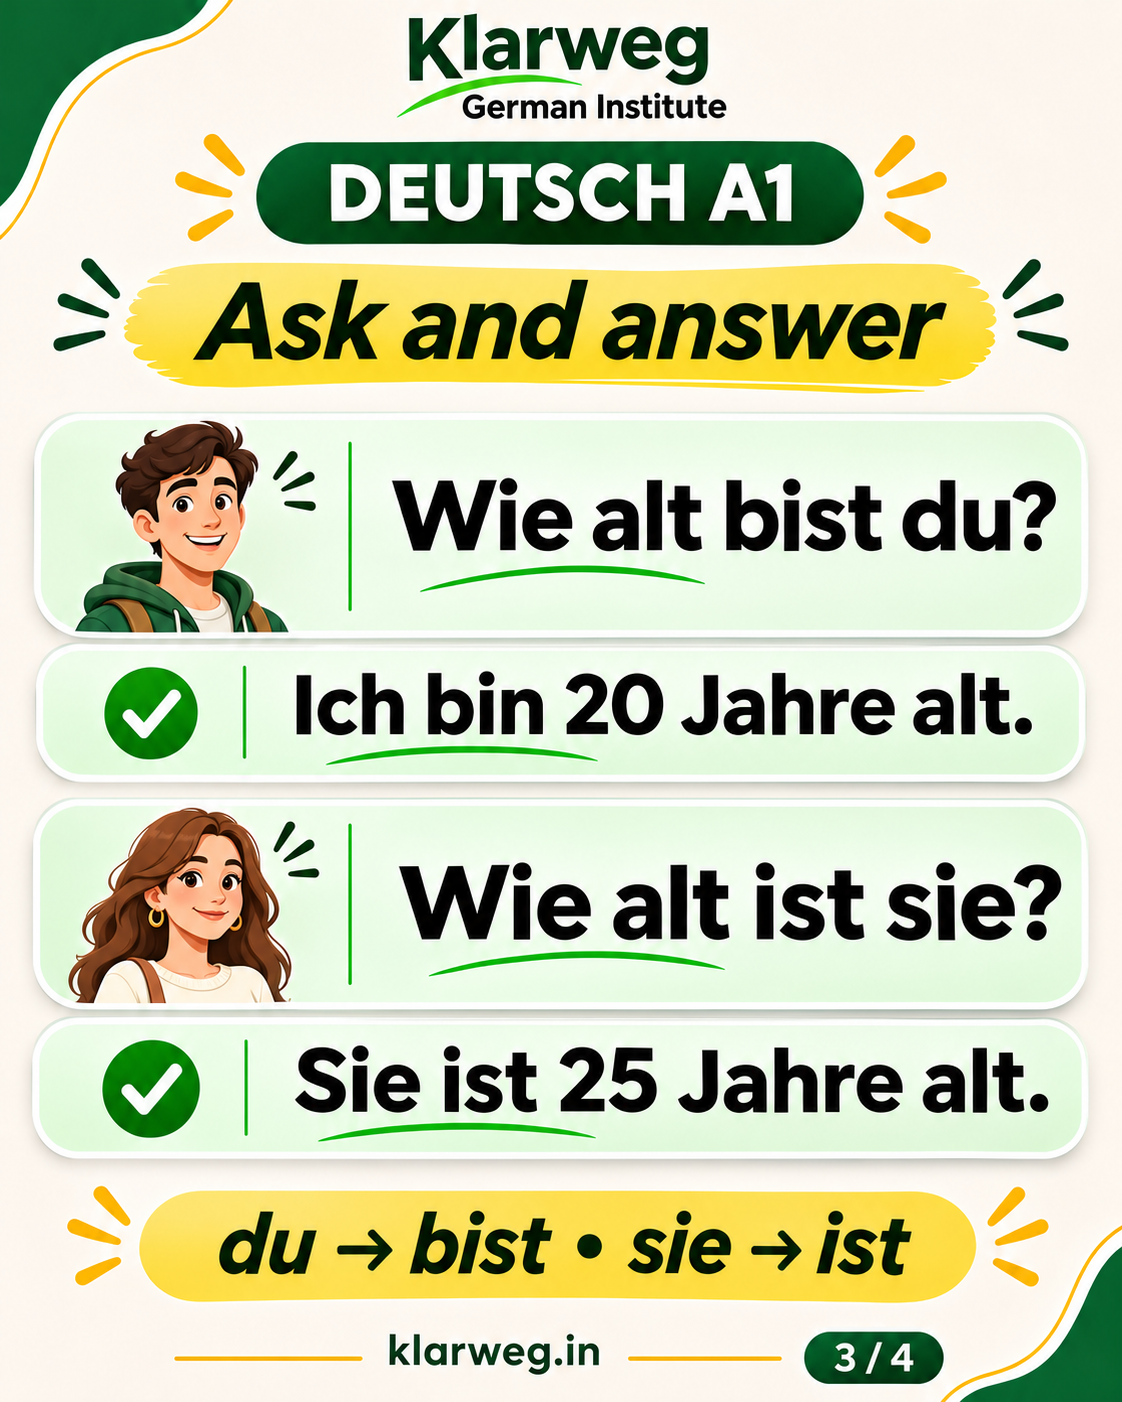 Klarweg
German Institute
DEUTSCH A1
Ask and answer
Wie alt bist du?
Ich bin 20 Jahre alt.
Wie alt ist sie?
Sie ist 25 Jahre alt.
du → bist • sie → ist
klarweg.in
3 / 4